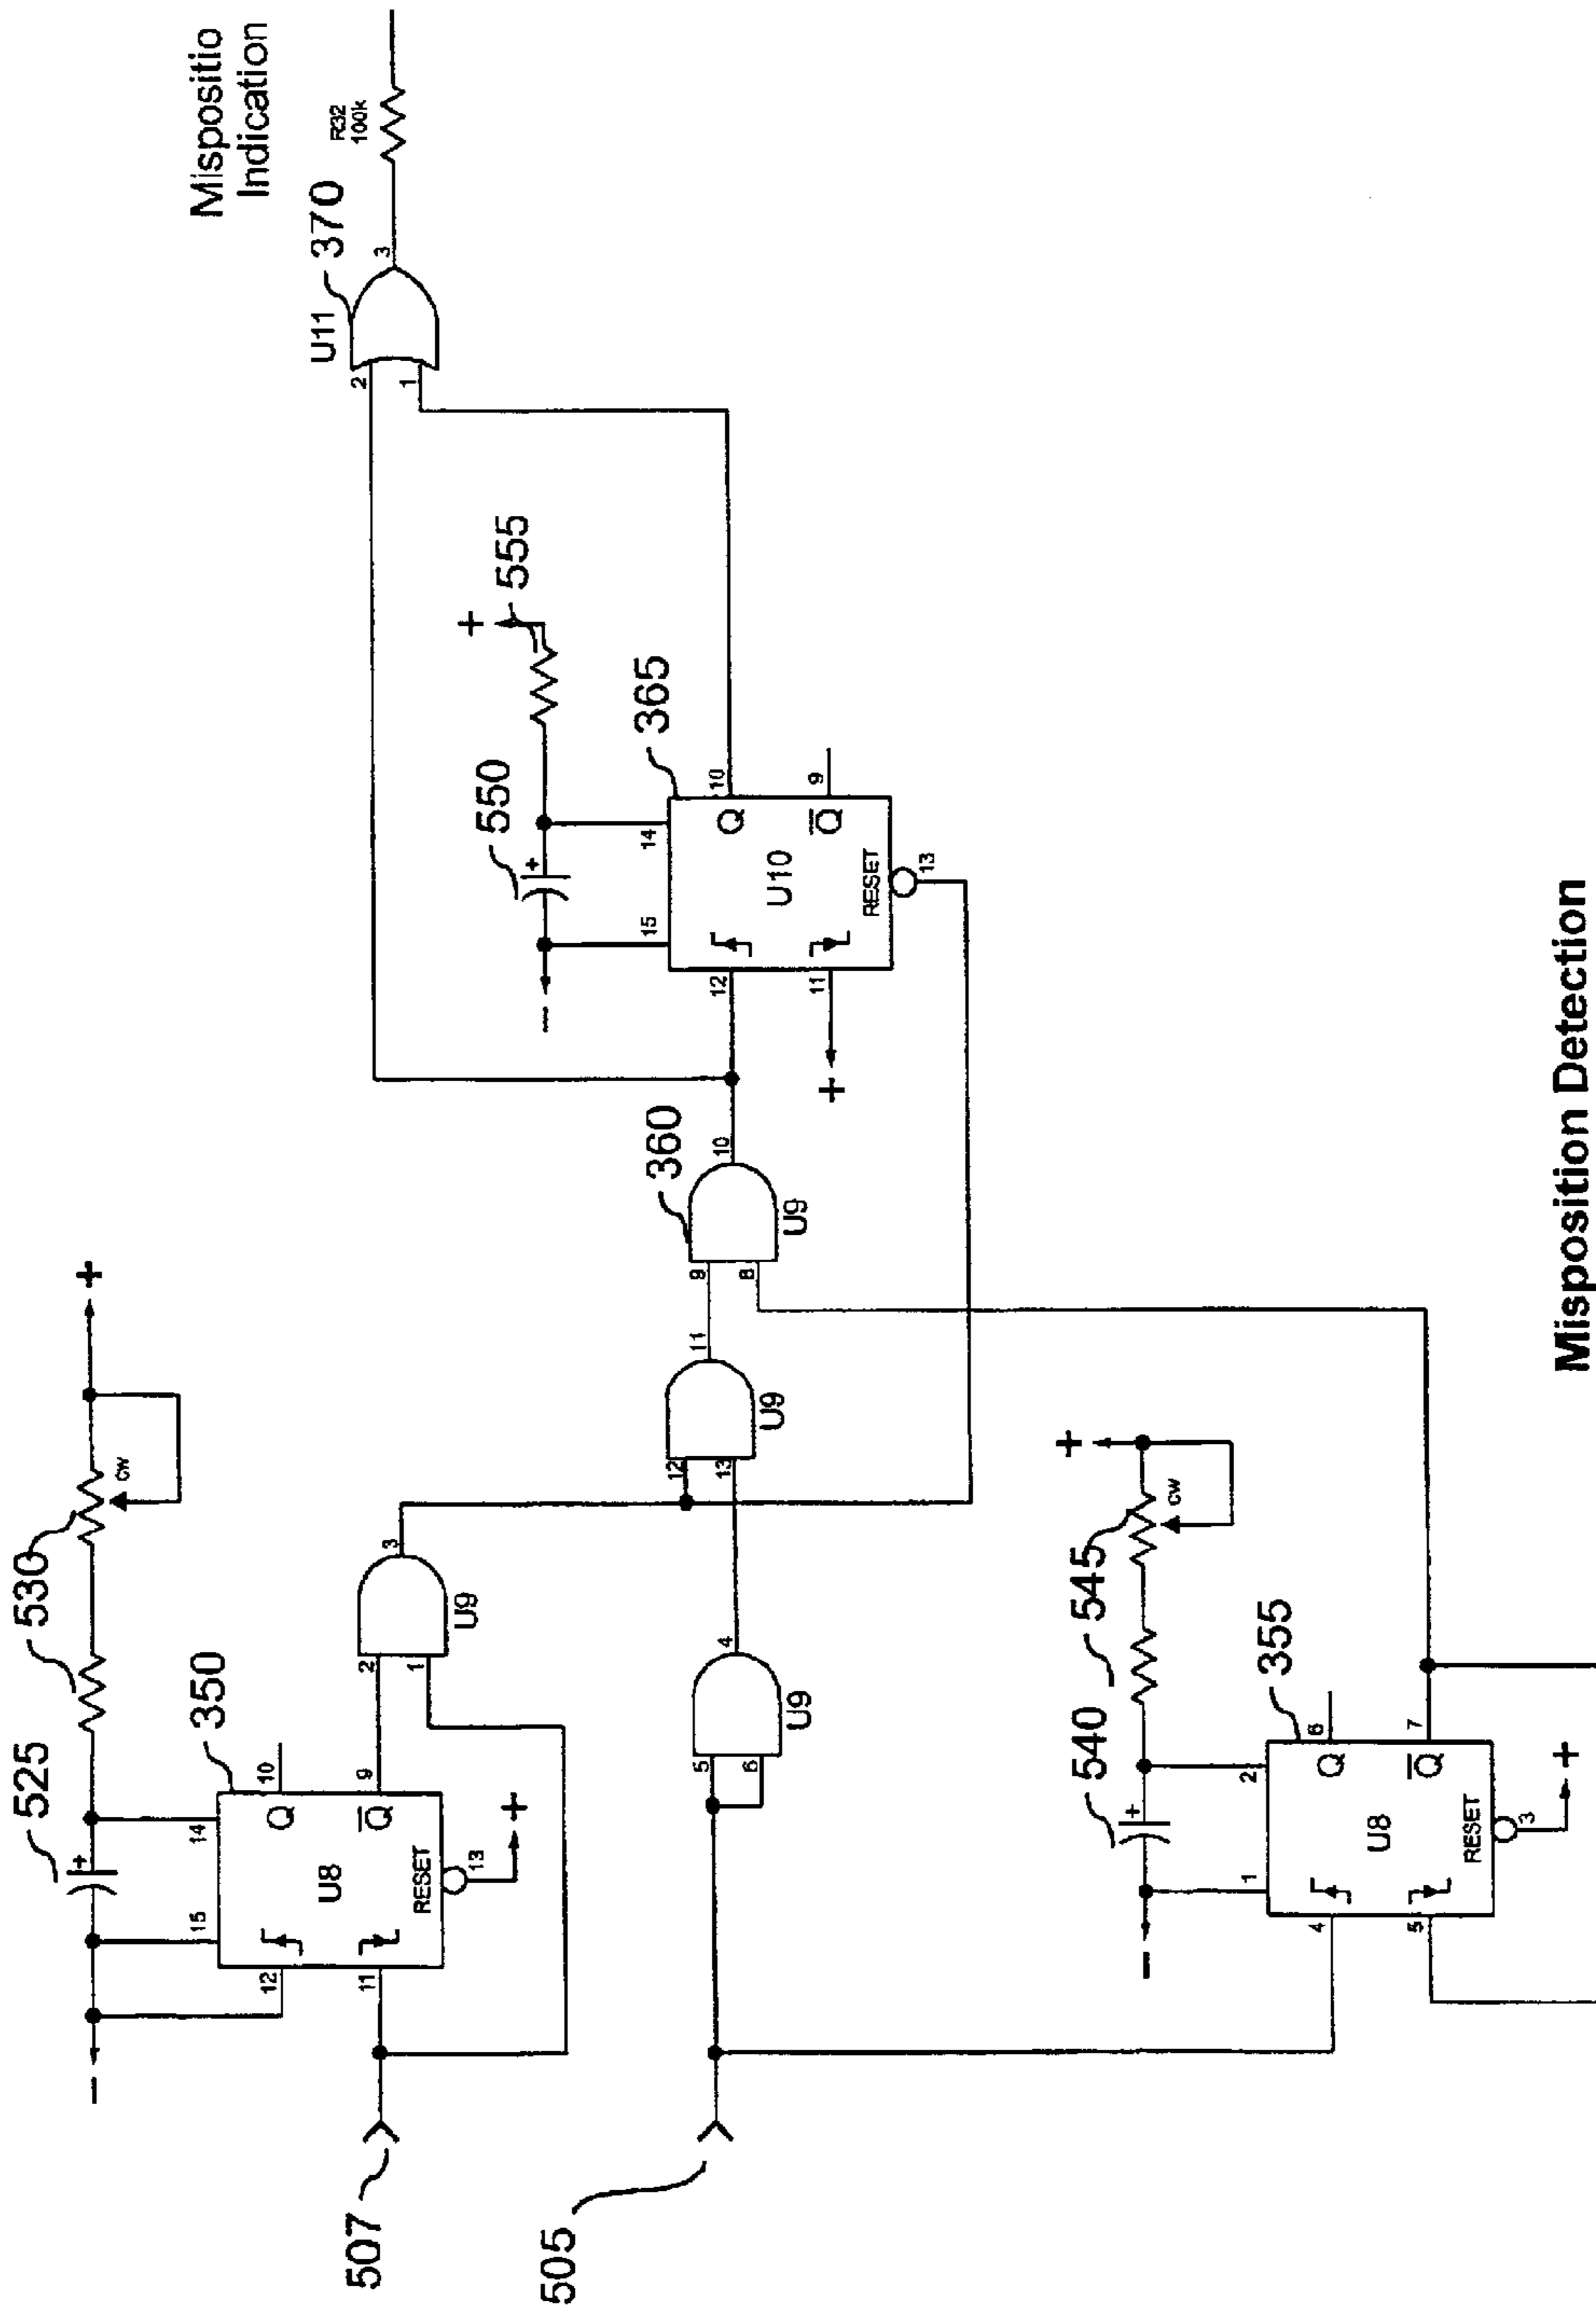 Mispositio
Indication
R32
100k
U11
370
3
2
1
525
530
+
-
+
CW
15
14
12
11
350
10
9
Q
Q
U8
RESET
13
+
507
2
1
3
U9
505
5
6
4
U9
12
13
11
U9
9
8
10
360
U9
550
555
+
-
+
15
14
365
12
11
+
10
9
Q
Q
U10
RESET
13
540
545
+
-
+
CW
1
2
355
4
5
6
7
Q
Q
U8
RESET
3
+
Misposition Detection